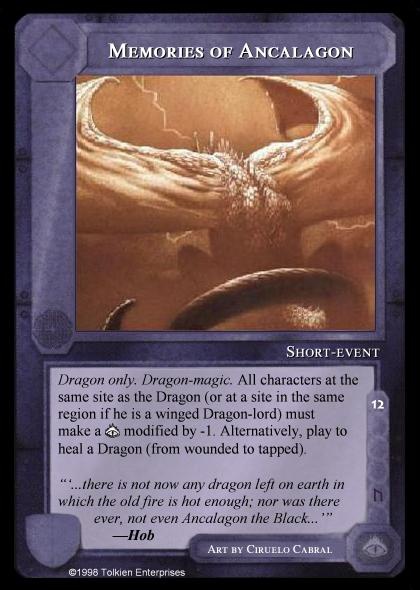 MEMORIES OF ANCALAGON
SHORT-EVENT
Dragon only. Dragon-magic. All characters at the
same site as the Dragon (or at a site in the same
region if he is a winged Dragon-lord) must
make a modified by -1. Alternatively, play to
heal a Dragon (from wounded to tapped).
12
“‘...there is not now any dragon left on earth in
which the old fire is hot enough; nor was there
ever, not even Ancalagon the Black...’”
—Hob
ART BY CIRUELO CABRAL
©1998 Tolkien Enterprises